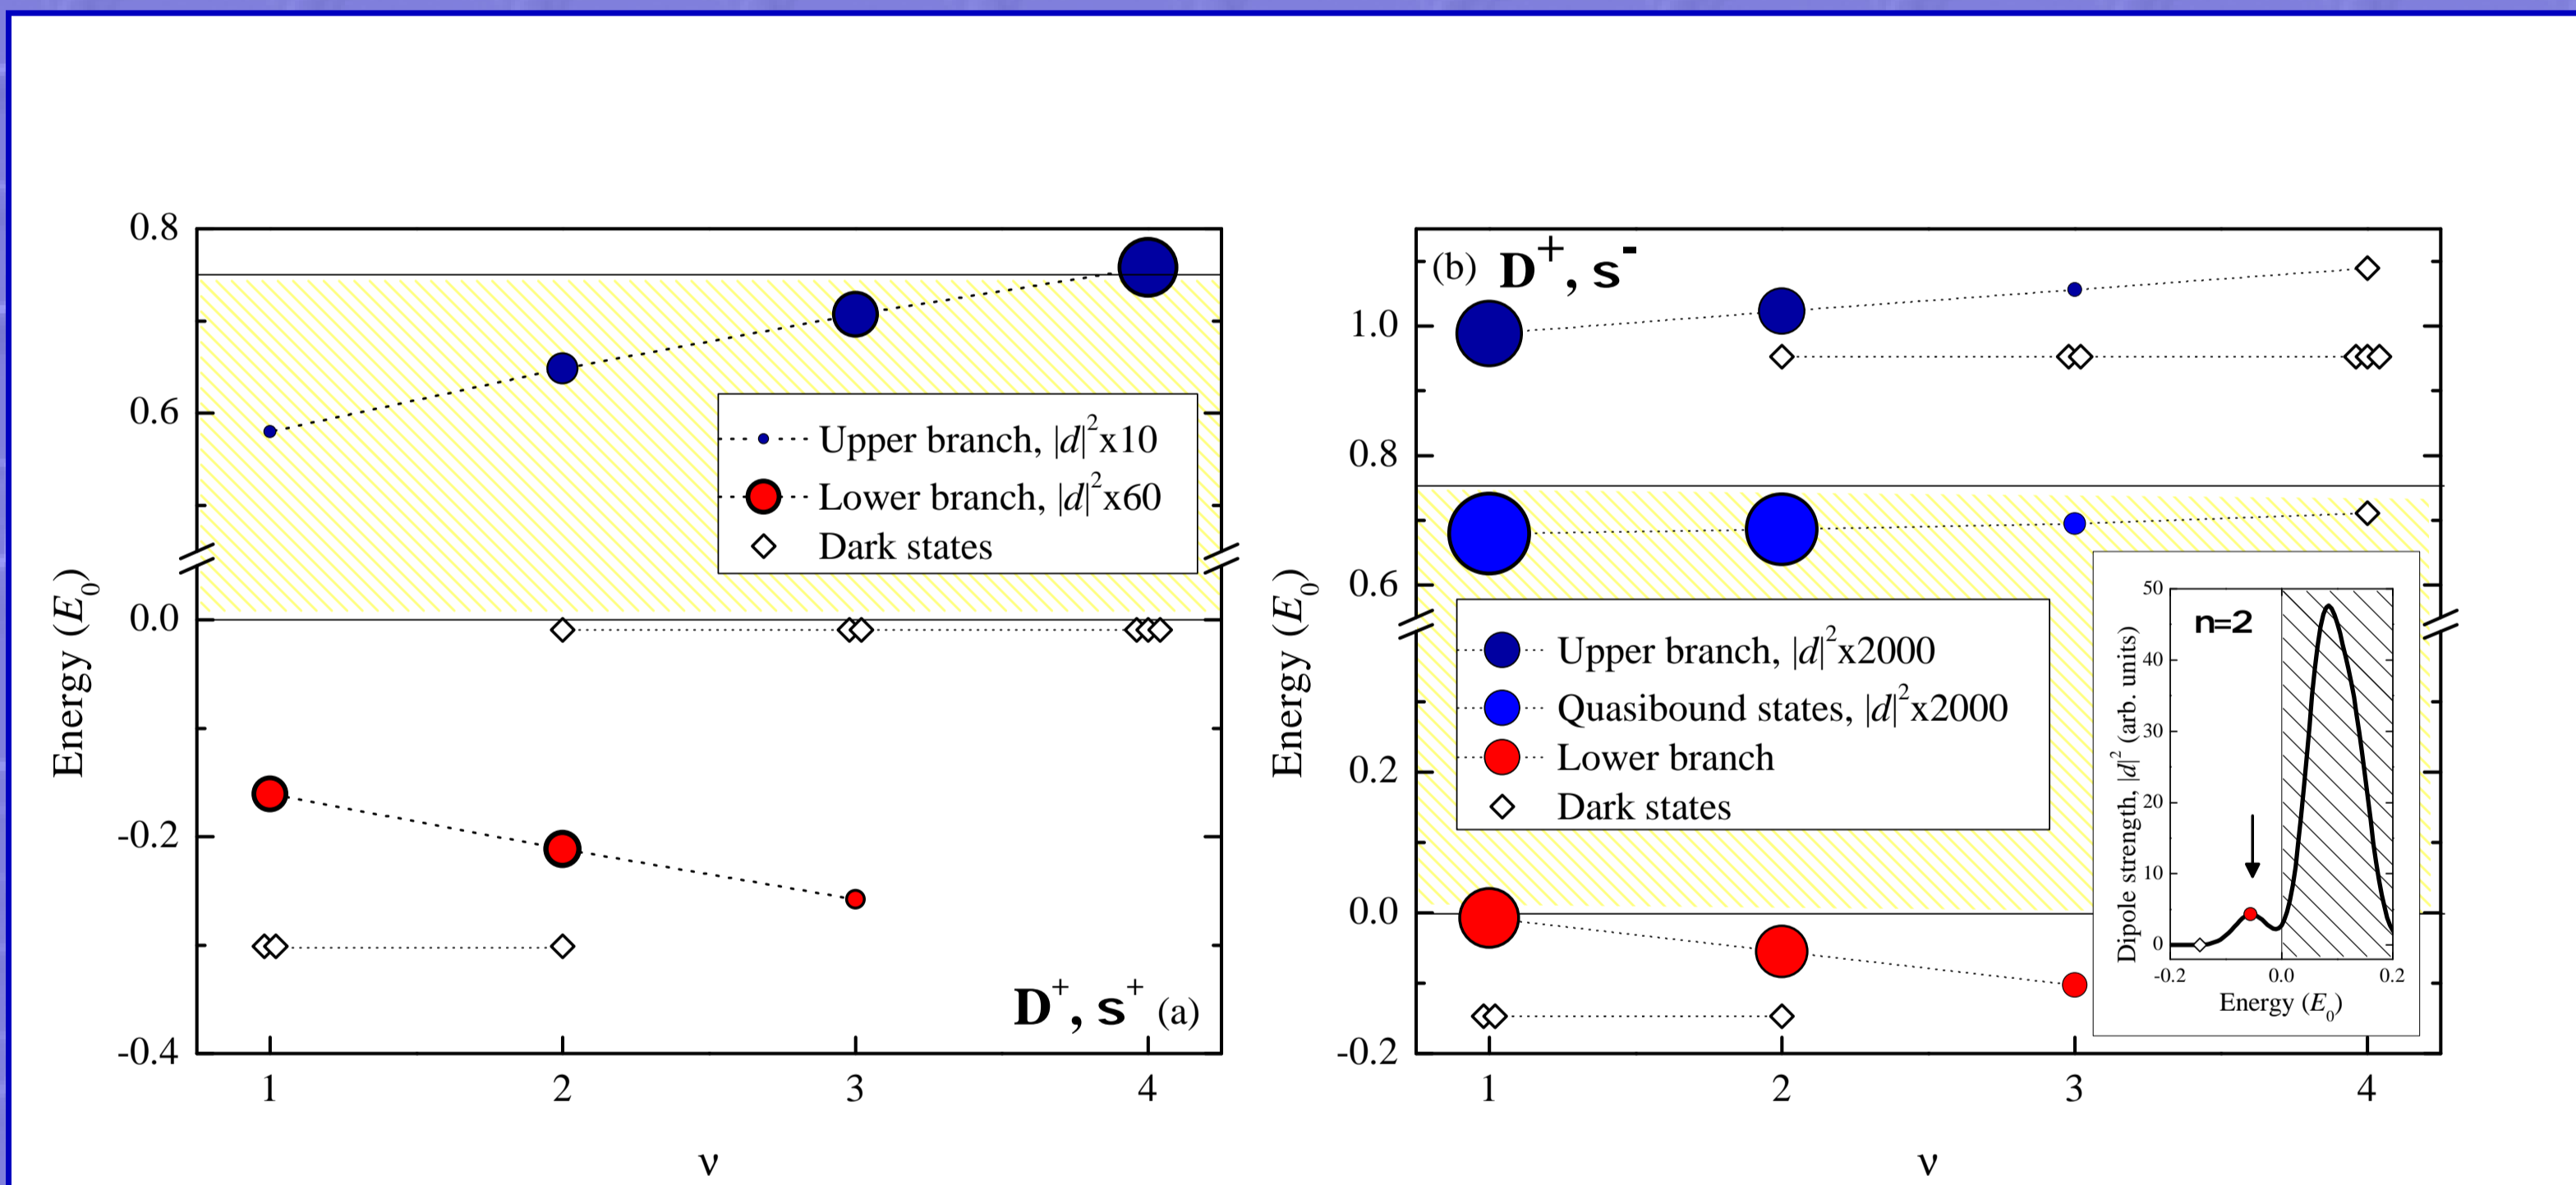 0.8
0.6
0.0
-0.2
-0.4
Energy (E₀)
Upper branch, |d|²x10
Lower branch, |d|²x60
Dark states
D⁺, s⁺ (a)
1 2 3 4
ν
(b) D⁺, s⁻
1.0
0.8
0.6
0.2
0.0
-0.2
Energy (E₀)
Upper branch, |d|²x2000
Quasibound states, |d|²x2000
Lower branch
Dark states
n=2
50
40
30
20
10
0
Dipole strength, |d|² (arb. units)
-0.2 0.0 0.2
Energy (E₀)
1 2 3 4
ν